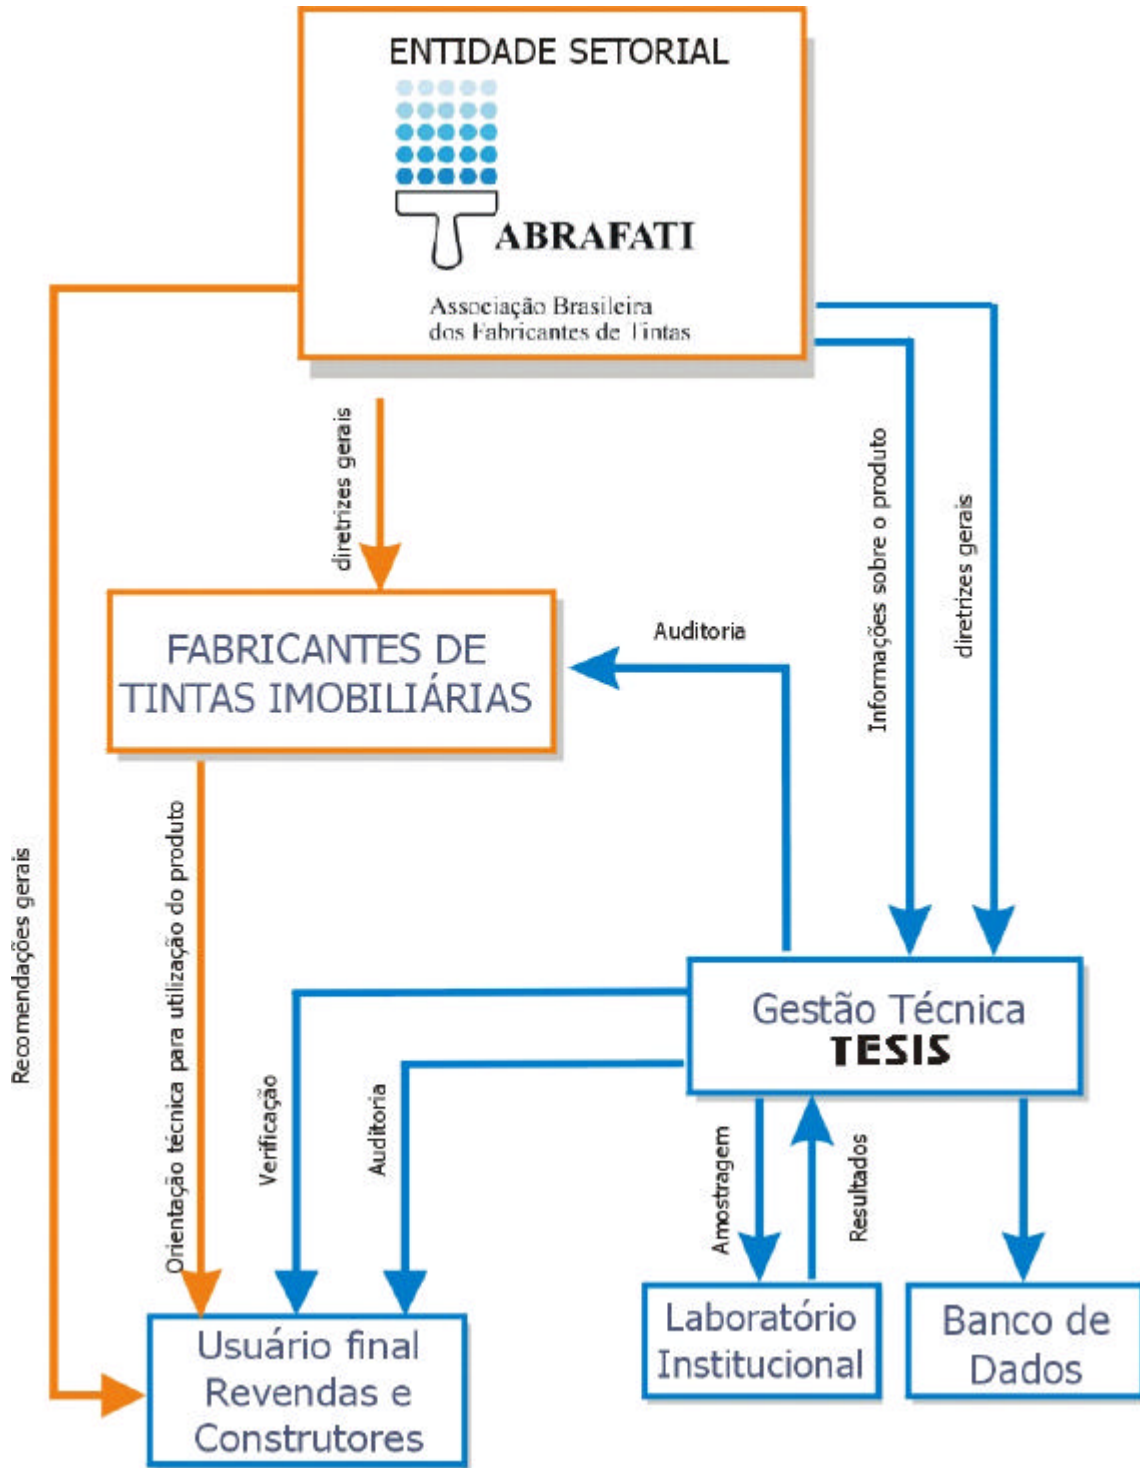 ENTIDADE SETORIAL
ABRAFATI
Associação Brasileira
dos Fabricantes de Tintas
diretrizes gerais
Informações sobre o produto
diretrizes gerais
FABRICANTES DE
TINTAS IMOBILIÁRIAS
Auditoria
Recomendações gerais
Orientação técnica para utilização do produto
Gestão Técnica
TESIS
Verificação
Auditoria
Amostragem
Resultados
Usuário final
Revendas e
Construtores
Laboratório
Institucional
Banco de
Dados